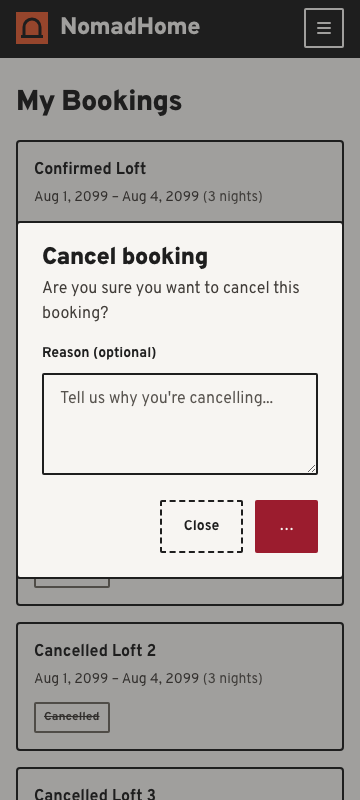 NomadHome
My Bookings
Confirmed Loft
Aug 1, 2099 – Aug 4, 2099 (3 nights)
Cancel booking
Are you sure you want to cancel this
booking?
Reason (optional)
Tell us why you're cancelling...
Close
...
Cancelled Loft 2
Aug 1, 2099 – Aug 4, 2099 (3 nights)
Cancelled
Cancelled Loft 3